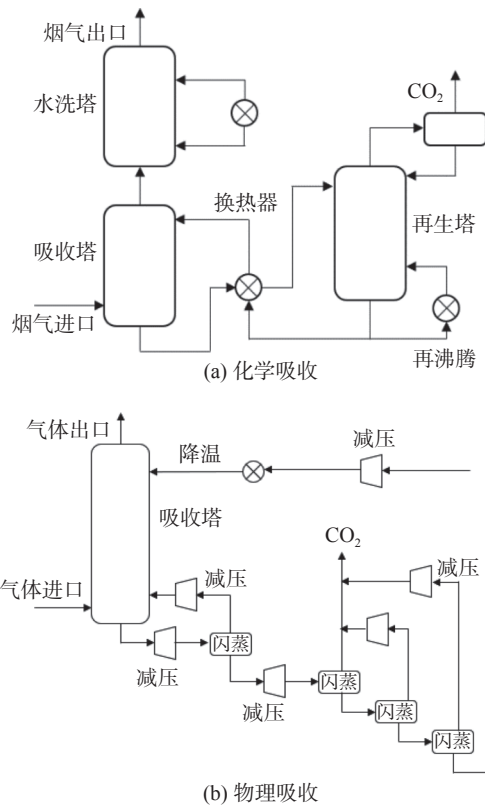 烟气出口
水洗塔
CO2
换热器
再生塔
吸收塔
烟气进口
再沸腾
(a) 化学吸收
气体出口
减压
降温
吸收塔
CO2
减压
减压
气体进口
闪蒸
减压
减压
闪蒸
闪蒸
闪蒸
(b) 物理吸收